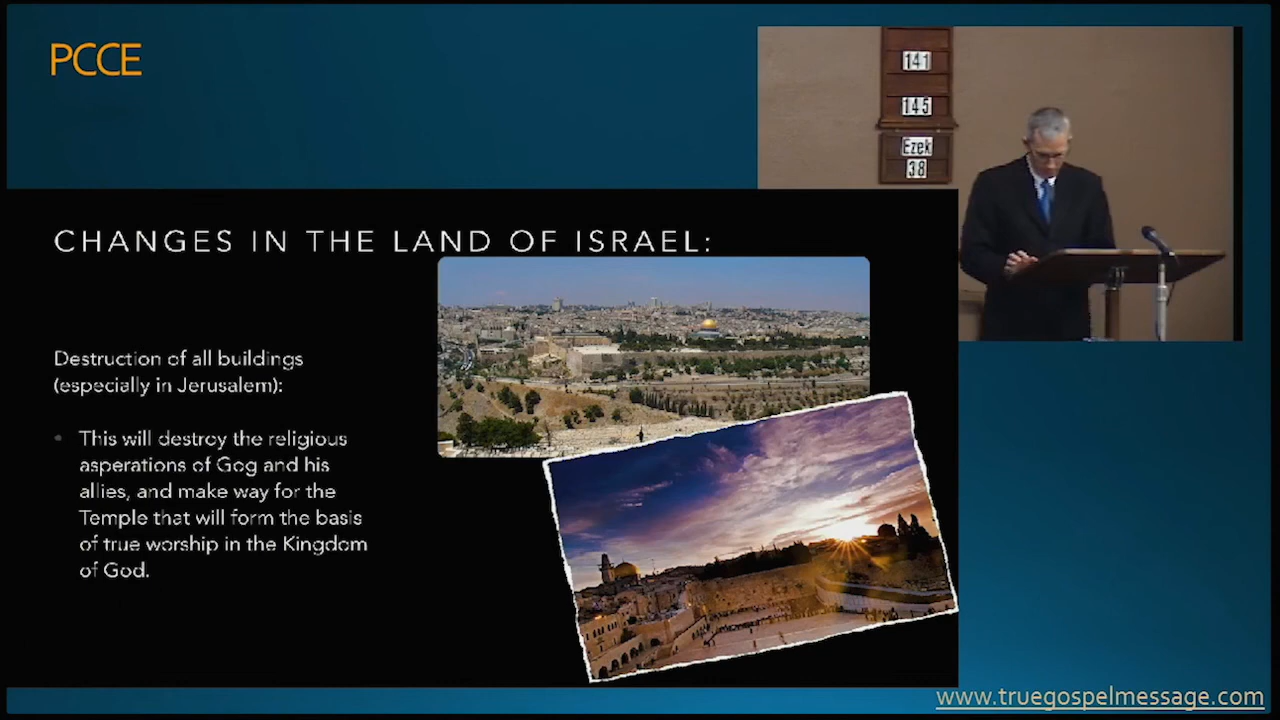 PCCE
141
145
Ezek
38
CHANGES IN THE LAND OF ISRAEL:
Destruction of all buildings
(especially in Jerusalem):
• This will destroy the religious
asperations of Gog and his
allies, and make way for the
Temple that will form the basis
of true worship in the Kingdom
of God.
www.truegospelmessage.com